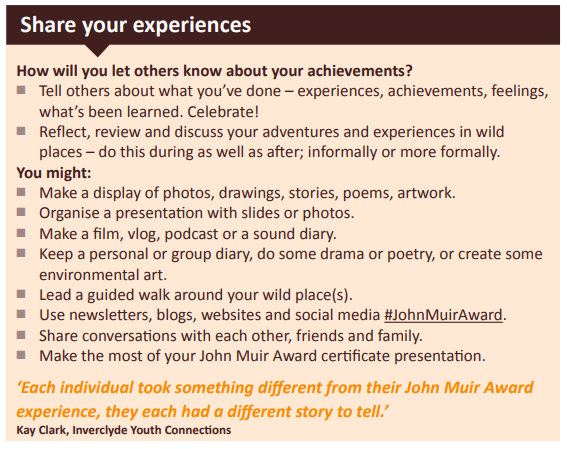 Share your experiences
How will you let others know about your achievements?
■ Tell others about what you’ve done – experiences, achievements, feelings,
what’s been learned. Celebrate!
■ Reflect, review and discuss your adventures and experiences in wild
places – do this during as well as after; informally or more formally.
You might:
■ Make a display of photos, drawings, stories, poems, artwork.
■ Organise a presentation with slides or photos.
■ Make a film, vlog, podcast or a sound diary.
■ Keep a personal or group diary, do some drama or poetry, or create some
environmental art.
■ Lead a guided walk around your wild place(s).
■ Use newsletters, blogs, websites and social media #JohnMuirAward.
■ Share conversations with each other, friends and family.
■ Make the most of your John Muir Award certificate presentation.
‘Each individual took something different from their John Muir Award
experience, they each had a different story to tell.’
Kay Clark, Inverclyde Youth Connections